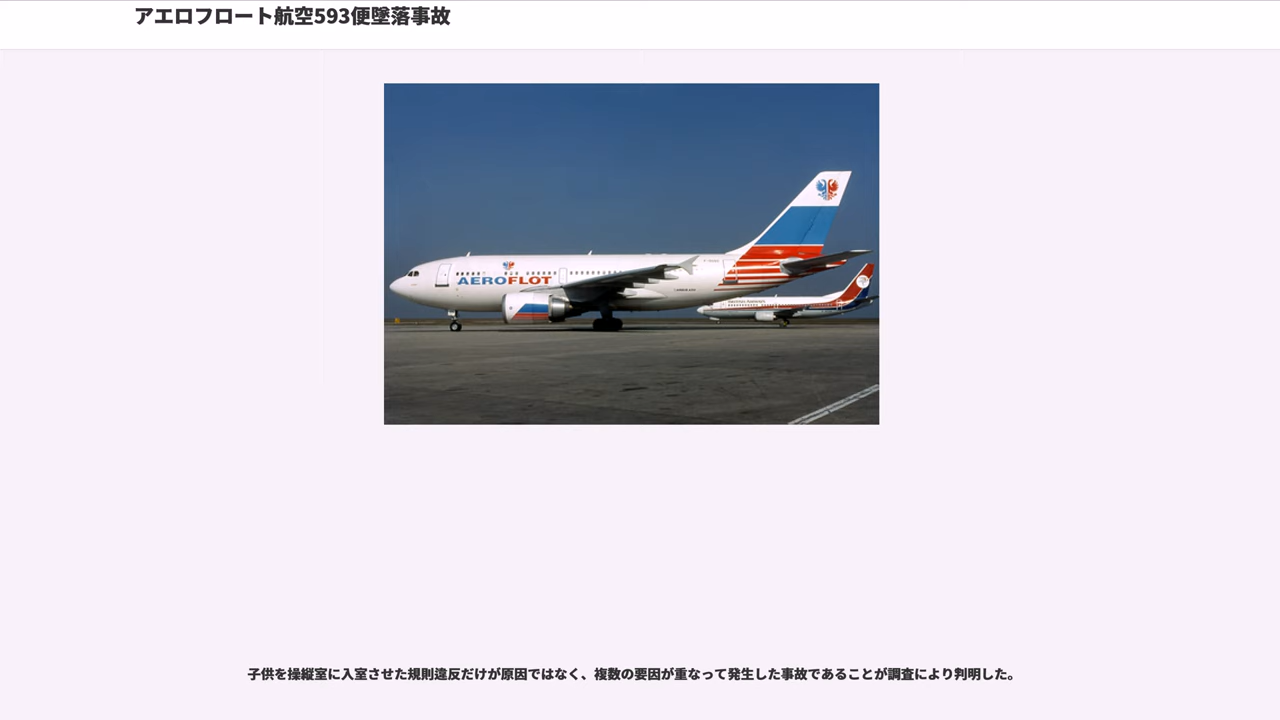 アエロフロート航空593便墜落事故
AEROFLOT
子供を操縦室に入室させた規則違反だけが原因ではなく、複数の要因が重なって発生した事故であることが調査により判明した。